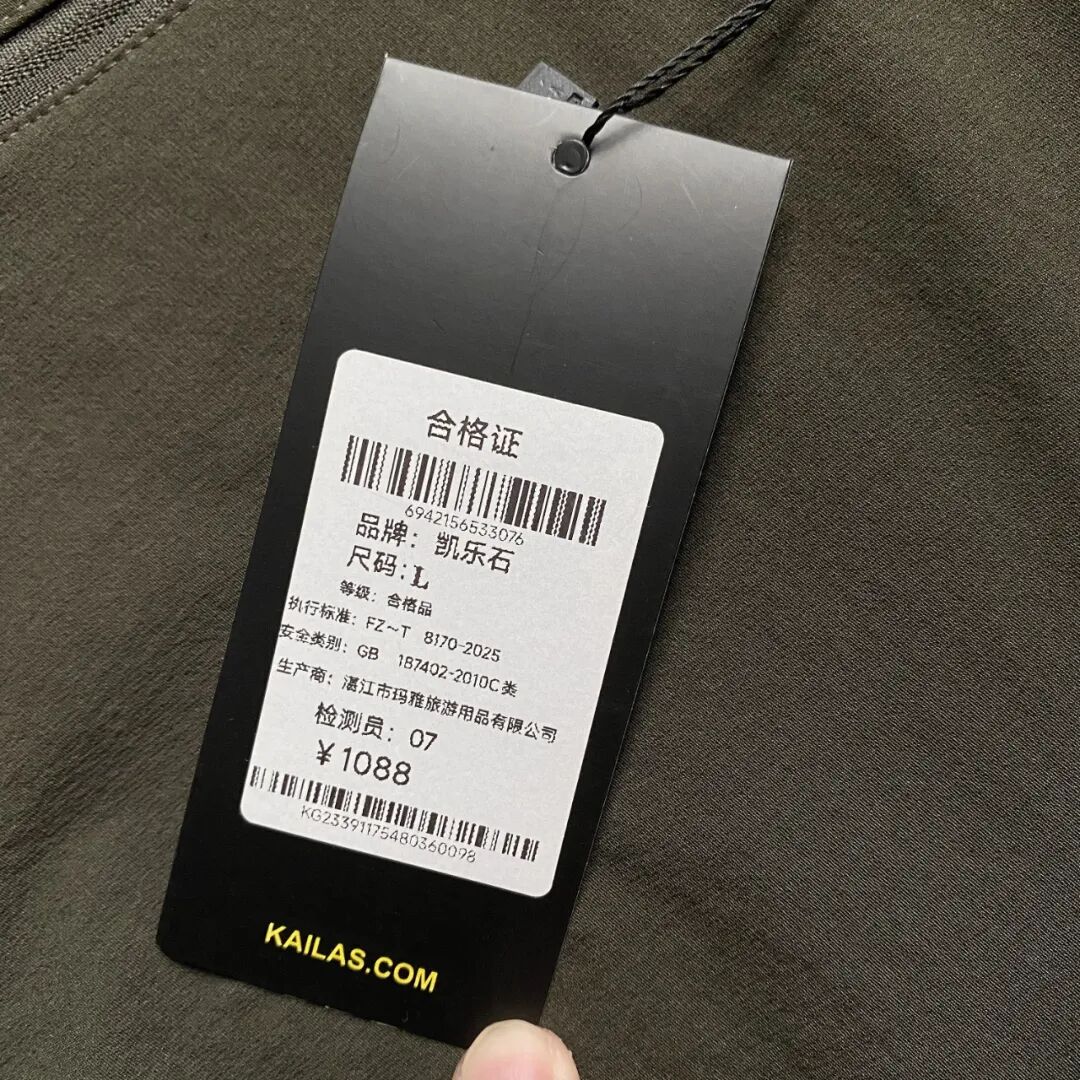 合格证
6942156533076
品牌：凯乐石
尺码：L
等级：合格品
执行标准：FZ～T 8170-2025
安全类别：GB 187402-2010C类
生产商：湛江市玛雅旅游用品有限公司
检测员：07
￥1088
KG23391175480360098
KAILAS.COM